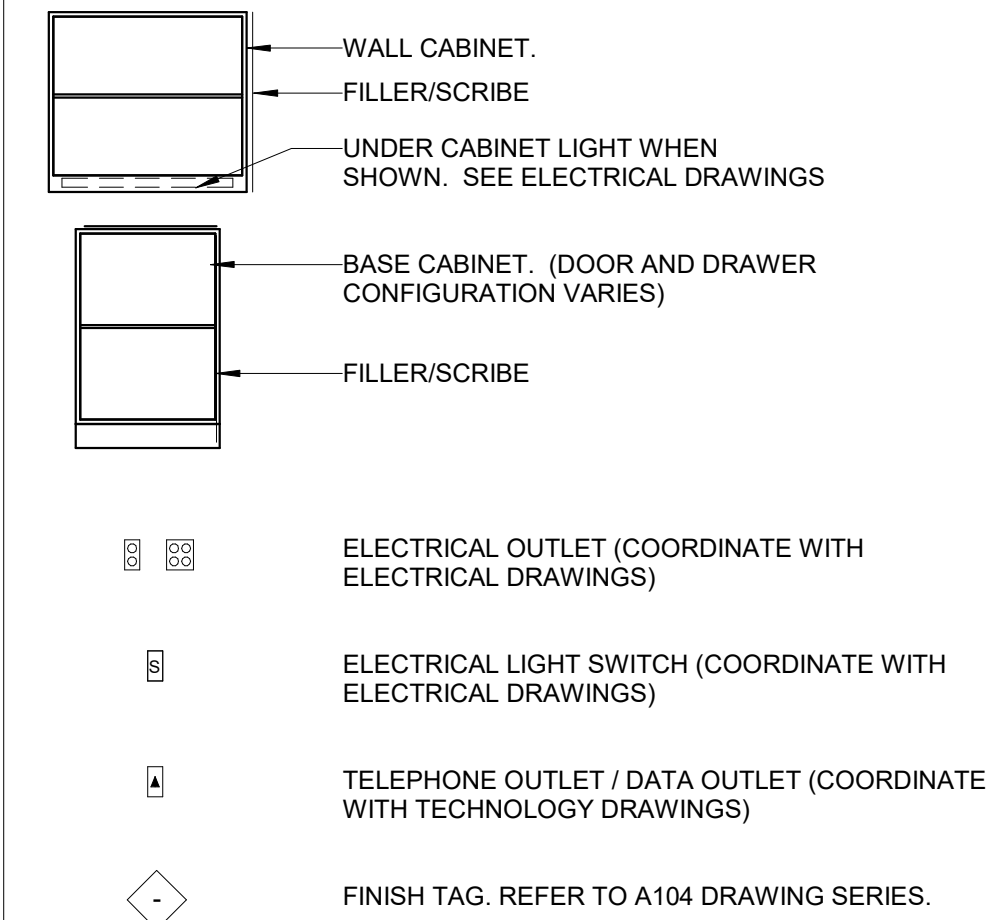 WALL CABINET.
FILLER/SCRIBE
UNDER CABINET LIGHT WHEN
SHOWN. SEE ELECTRICAL DRAWINGS
BASE CABINET. (DOOR AND DRAWER
CONFIGURATION VARIES)
FILLER/SCRIBE
ELECTRICAL OUTLET (COORDINATE WITH
ELECTRICAL DRAWINGS)
S
ELECTRICAL LIGHT SWITCH (COORDINATE WITH
ELECTRICAL DRAWINGS)
TELEPHONE OUTLET / DATA OUTLET (COORDINATE
WITH TECHNOLOGY DRAWINGS)
- FINISH TAG. REFER TO A104 DRAWING SERIES.